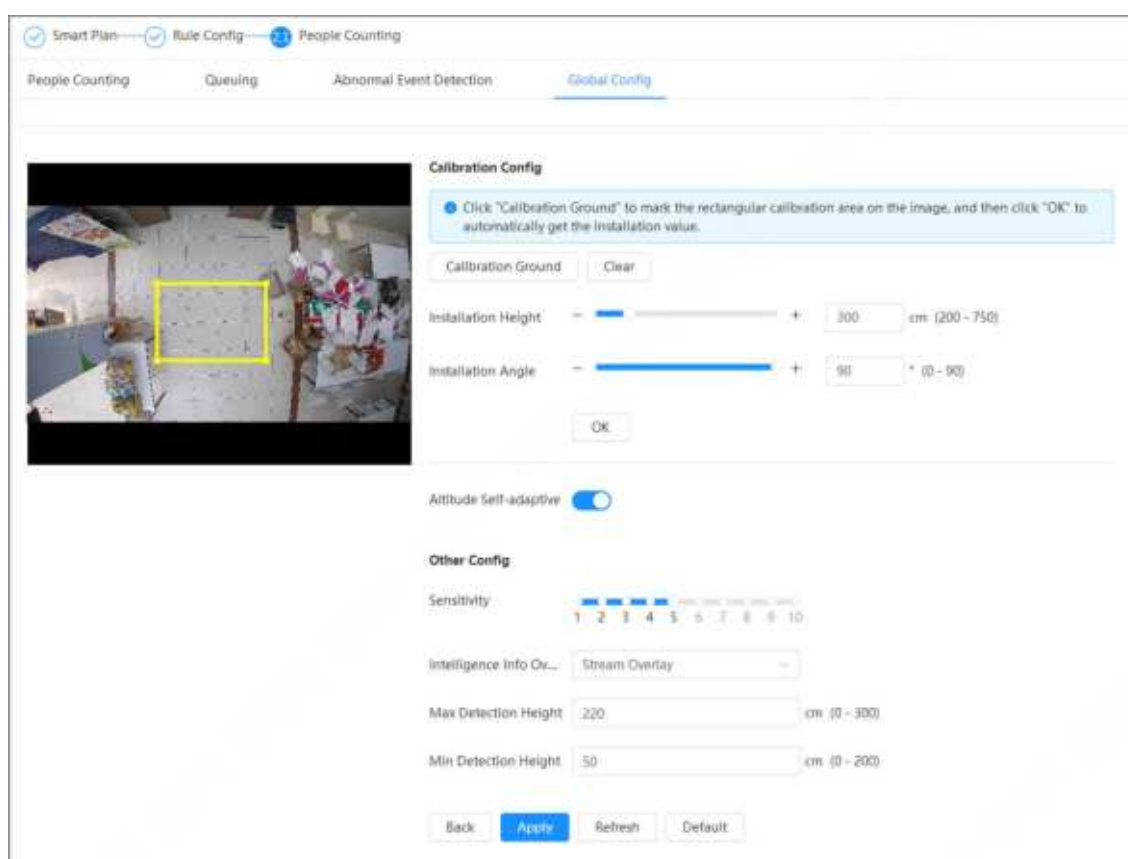 Smart Plan Rule Config 2.1 People Counting
People Counting Queuing Abnormal Event Detection Global Config
Calibration Config
Click "Calibration Ground" to mark the rectangular calibration area on the image, and then click "OK" to
automatically get the installation value.
Calibration Ground Clear
Installation Height - + 300 cm (200 - 750)
Installation Angle - + 90 ° (0 - 90)
OK
Altitude Self-adaptive
Other Config
Sensitivity
1 2 3 4 5 6 7 8 9 10
Intelligence Info Ov... Stream Overlay
Max Detection Height 220 cm (0 - 300)
Min Detection Height 50 cm (0 - 200)
Back Apply Refresh Default